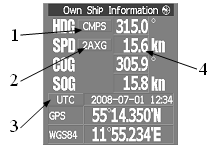 Own Ship Information
1 HDG CMPS 315.0°
SPD 2AXG 15.6 kn
2 COG 305.9° 4
SOG 15.8 kn
3 UTC 2008-07-01 12:34
GPS 55°14.350'N
WGS84 11°55.234'E